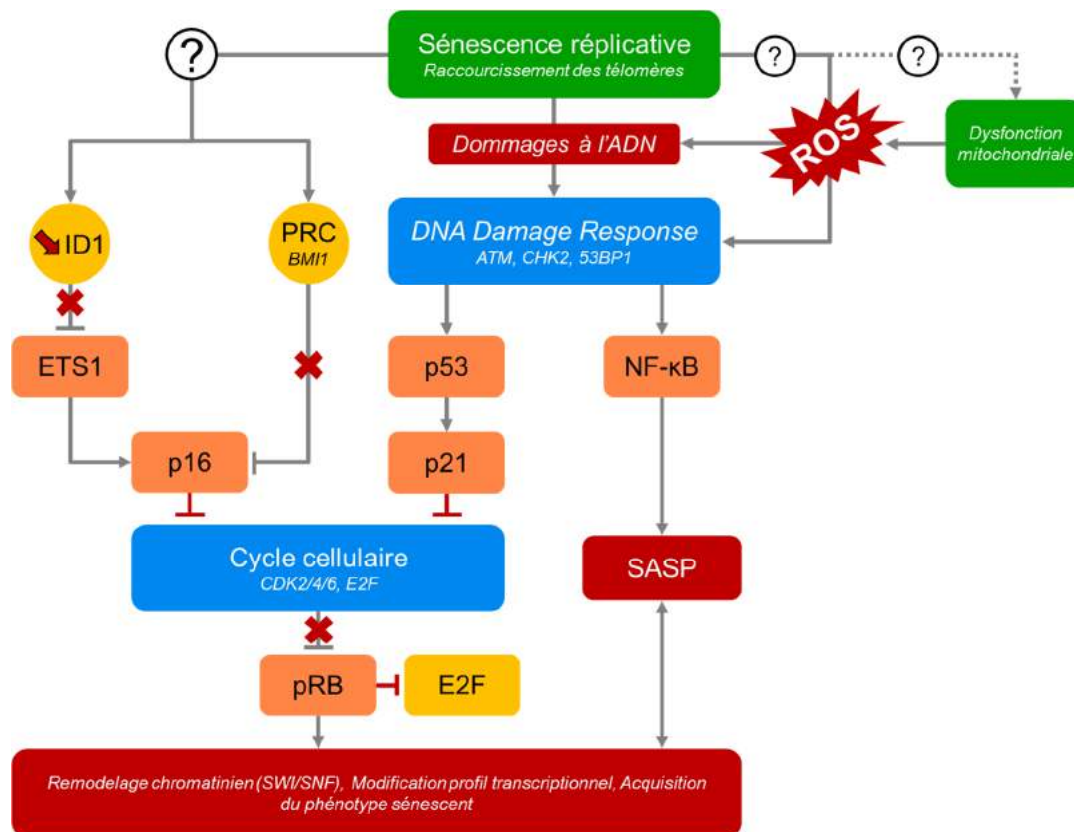 ?
Sénescence réplicative
Raccourcissement des télomères
?
?
Dommages à l'ADN
ROS
Dysfonction
mitochondriale
ID1
PRC
BMI1
DNA Damage Response
ATM, CHK2, 53BP1
ETS1
p53
NF-κB
p16
p21
Cycle cellulaire
CDK2/4/6, E2F
SASP
pRB
E2F
Remodelage chromatinien (SWI/SNF), Modification profil transcriptionnel, Acquisition
du phénotype sénescent